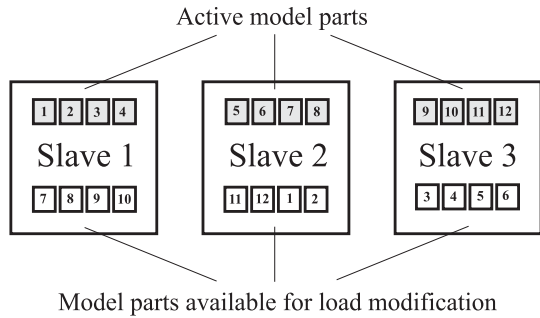 Active model parts
1 2 3 4
5 6 7 8
9 10 11 12
Slave 1
Slave 2
Slave 3
7 8 9 10
11 12 1 2
3 4 5 6
Model parts available for load modification